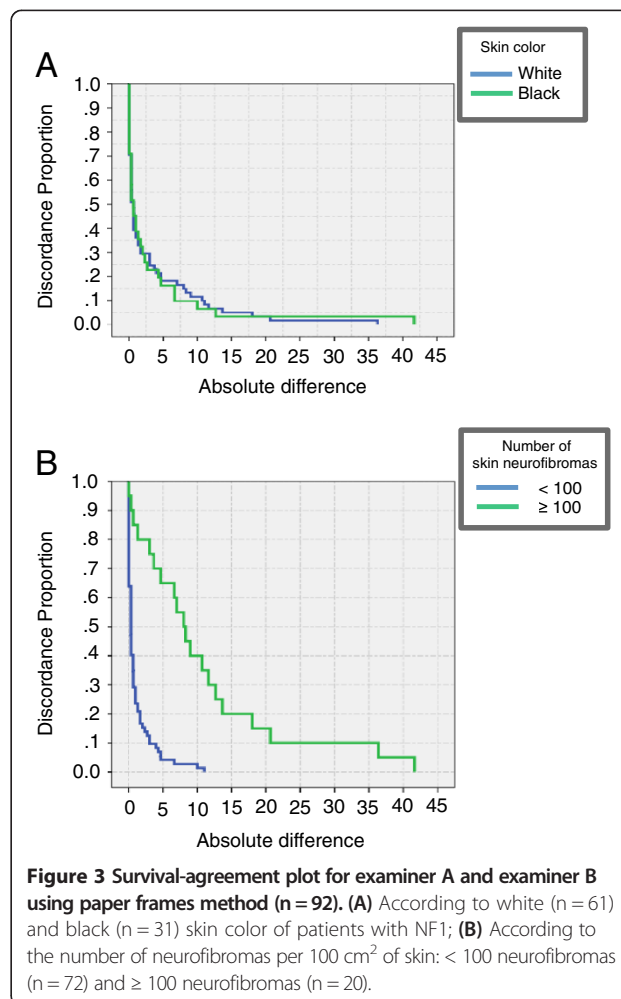 A
Skin color
White
Black
1.0
.9
.8
.7
.6
.5
.4
.3
.2
.1
0.0
Discordance Proportion
0 5 10 15 20 25 30 35 40 45
Absolute difference
B
Number of
skin neurofibromas
< 100
≥ 100
1.0
.9
.8
.7
.6
.5
.4
.3
.2
.1
0.0
Discordance Proportion
0 5 10 15 20 25 30 35 40 45
Absolute difference
Figure 3 Survival-agreement plot for examiner A and examiner B
using paper frames method (n = 92). (A) According to white (n = 61)
and black (n = 31) skin color of patients with NF1; (B) According to
the number of neurofibromas per 100 cm² of skin: < 100 neurofibromas
(n = 72) and ≥ 100 neurofibromas (n = 20).